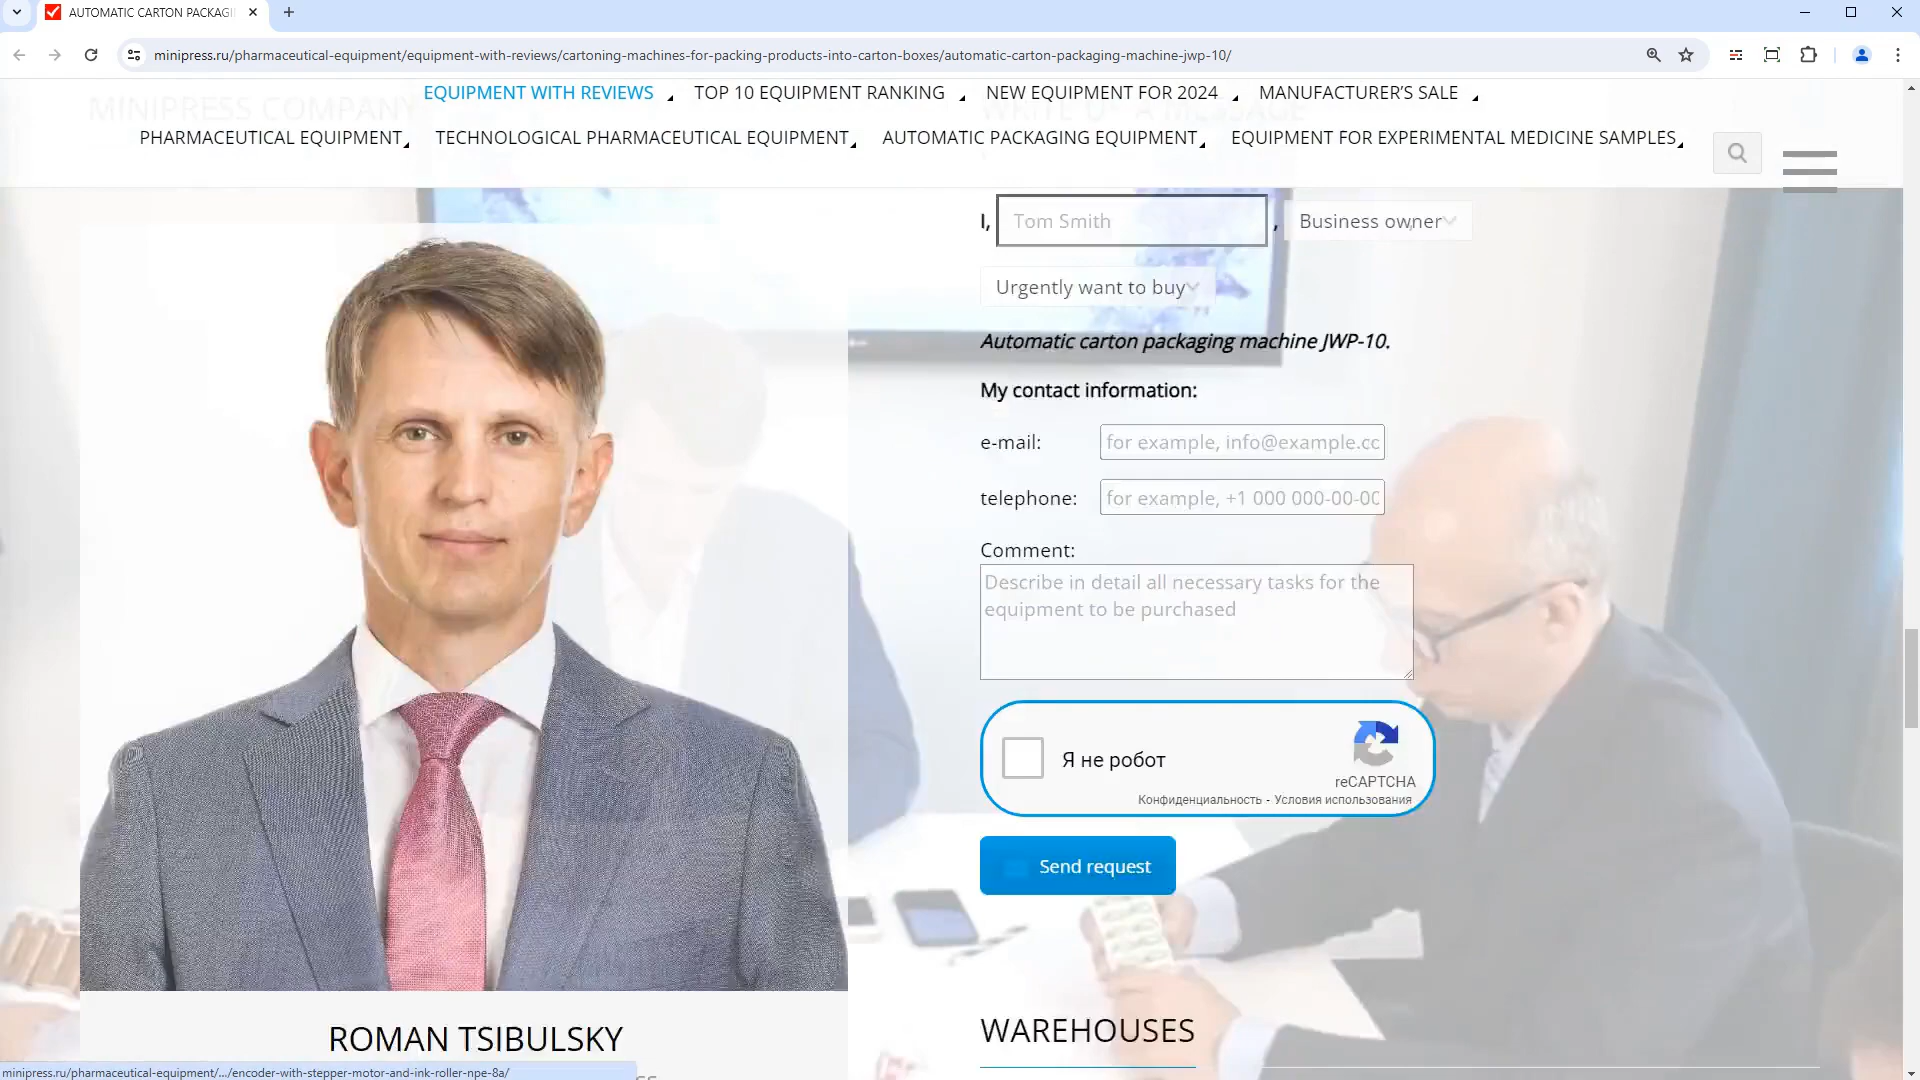 AUTOMATIC CARTON PACKAGI
minipress.ru/pharmaceutical-equipment/equipment-with-reviews/cartoning-machines-for-packing-products-into-carton-boxes/automatic-carton-packaging-machine-jwp-10/
MINIPRESS COMPANY
WRITE US A MESSAGE
EQUIPMENT WITH REVIEWS TOP 10 EQUIPMENT RANKING NEW EQUIPMENT FOR 2024 MANUFACTURER'S SALE
PHARMACEUTICAL EQUIPMENT TECHNOLOGICAL PHARMACEUTICAL EQUIPMENT AUTOMATIC PACKAGING EQUIPMENT EQUIPMENT FOR EXPERIMENTAL MEDICINE SAMPLES
I, Tom Smith , Business owner
Urgently want to buy
Automatic carton packaging machine JWP-10.
My contact information:
e-mail: for example, info@example.cc
telephone: for example, +1 000 000-00-00
Comment:
Describe in detail all necessary tasks for the
equipment to be purchased
Я не робот
reCAPTCHA
Конфиденциальность - Условия использования
Send request
ROMAN TSIBULSKY
WAREHOUSES
minipress.ru/pharmaceutical-equipment/.../encoder-with-stepper-motor-and-ink-roller-npe-8a/